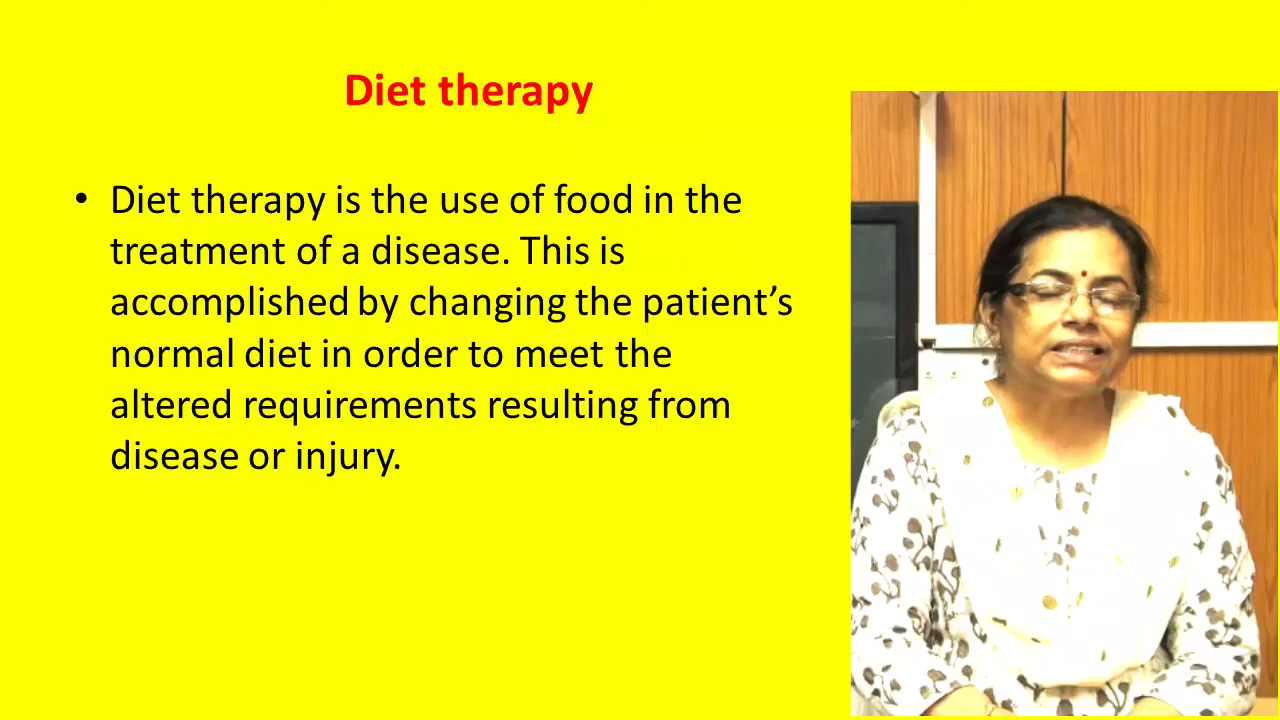 Diet therapy
• Diet therapy is the use of food in the
treatment of a disease. This is
accomplished by changing the patient’s
normal diet in order to meet the
altered requirements resulting from
disease or injury.